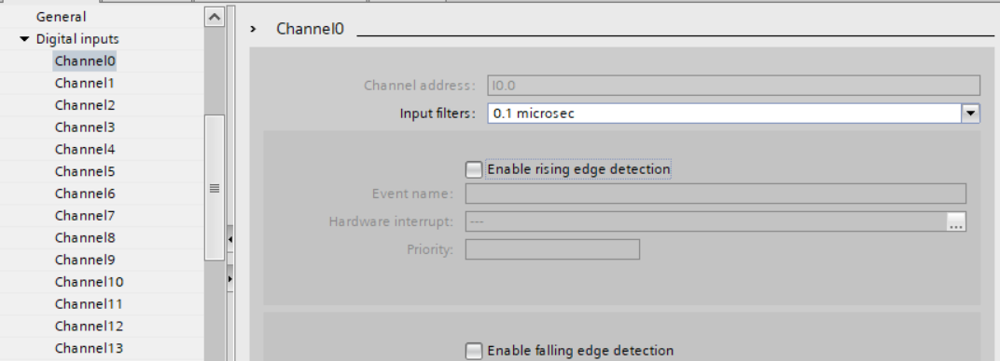 General
Digital inputs
Channel0
Channel1
Channel2
Channel3
Channel4
Channel5
Channel6
Channel7
Channel8
Channel9
Channel10
Channel11
Channel12
Channel13
Channel0
Channel address: I0.0
Input filters: 0.1 microsec
Enable rising edge detection
Event name:
Hardware interrupt: ---
...
Priority:
Enable falling edge detection